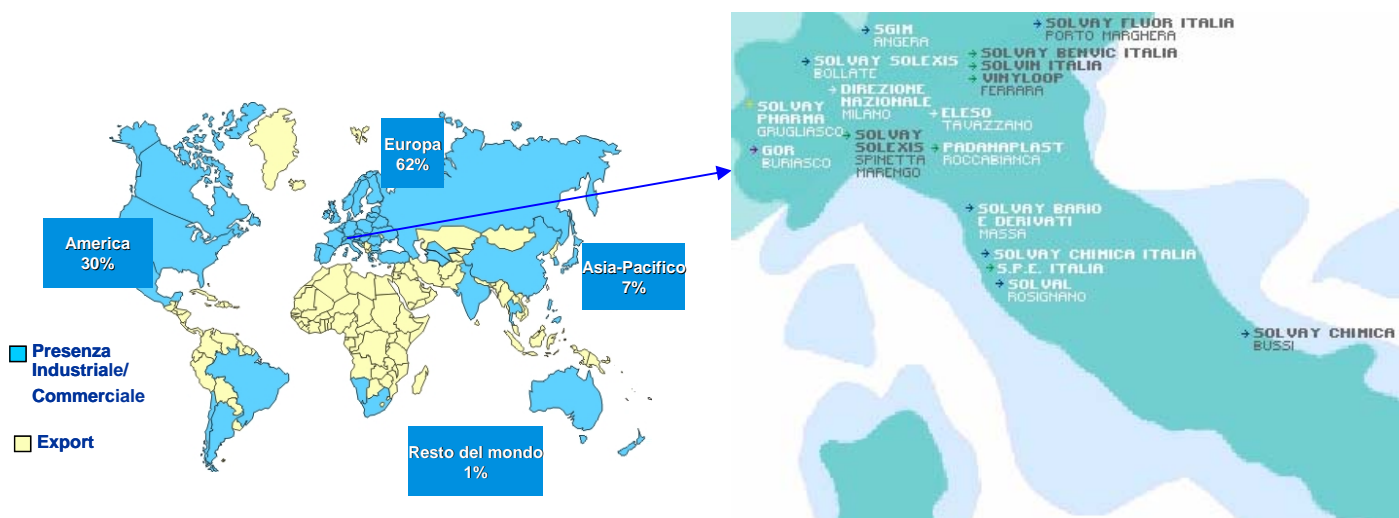 Europa
62%
America
30%
Asia-Pacifico
7%
Resto del mondo
1%
Presenza
Industriale/
Commerciale
Export
SGIM
ANGERA
SOLVAY FLUOR ITALIA
PORTO MARGHERA
SOLVAY SOLEXIS
BOLLATE
SOLVAY BENVIC ITALIA
SOLVIN ITALIA
VINYLOOP
FERRARA
DIREZIONE
NAZIONALE
MILANO
SOLVAY
PHARMA
GRUGLIASCO
ELESO
TAVAZZANO
SOLVAY
SOLEXIS
SPINETTA
MARENGO
GOR
BURIASCO
PADANAPLAST
ROCCABIANCA
SOLVAY BARIO
E DERIVATI
MASSA
SOLVAY CHIMICA ITALIA
S.P.E. ITALIA
SOLVAL
ROSIGNANO
SOLVAY CHIMICA
BUSSI